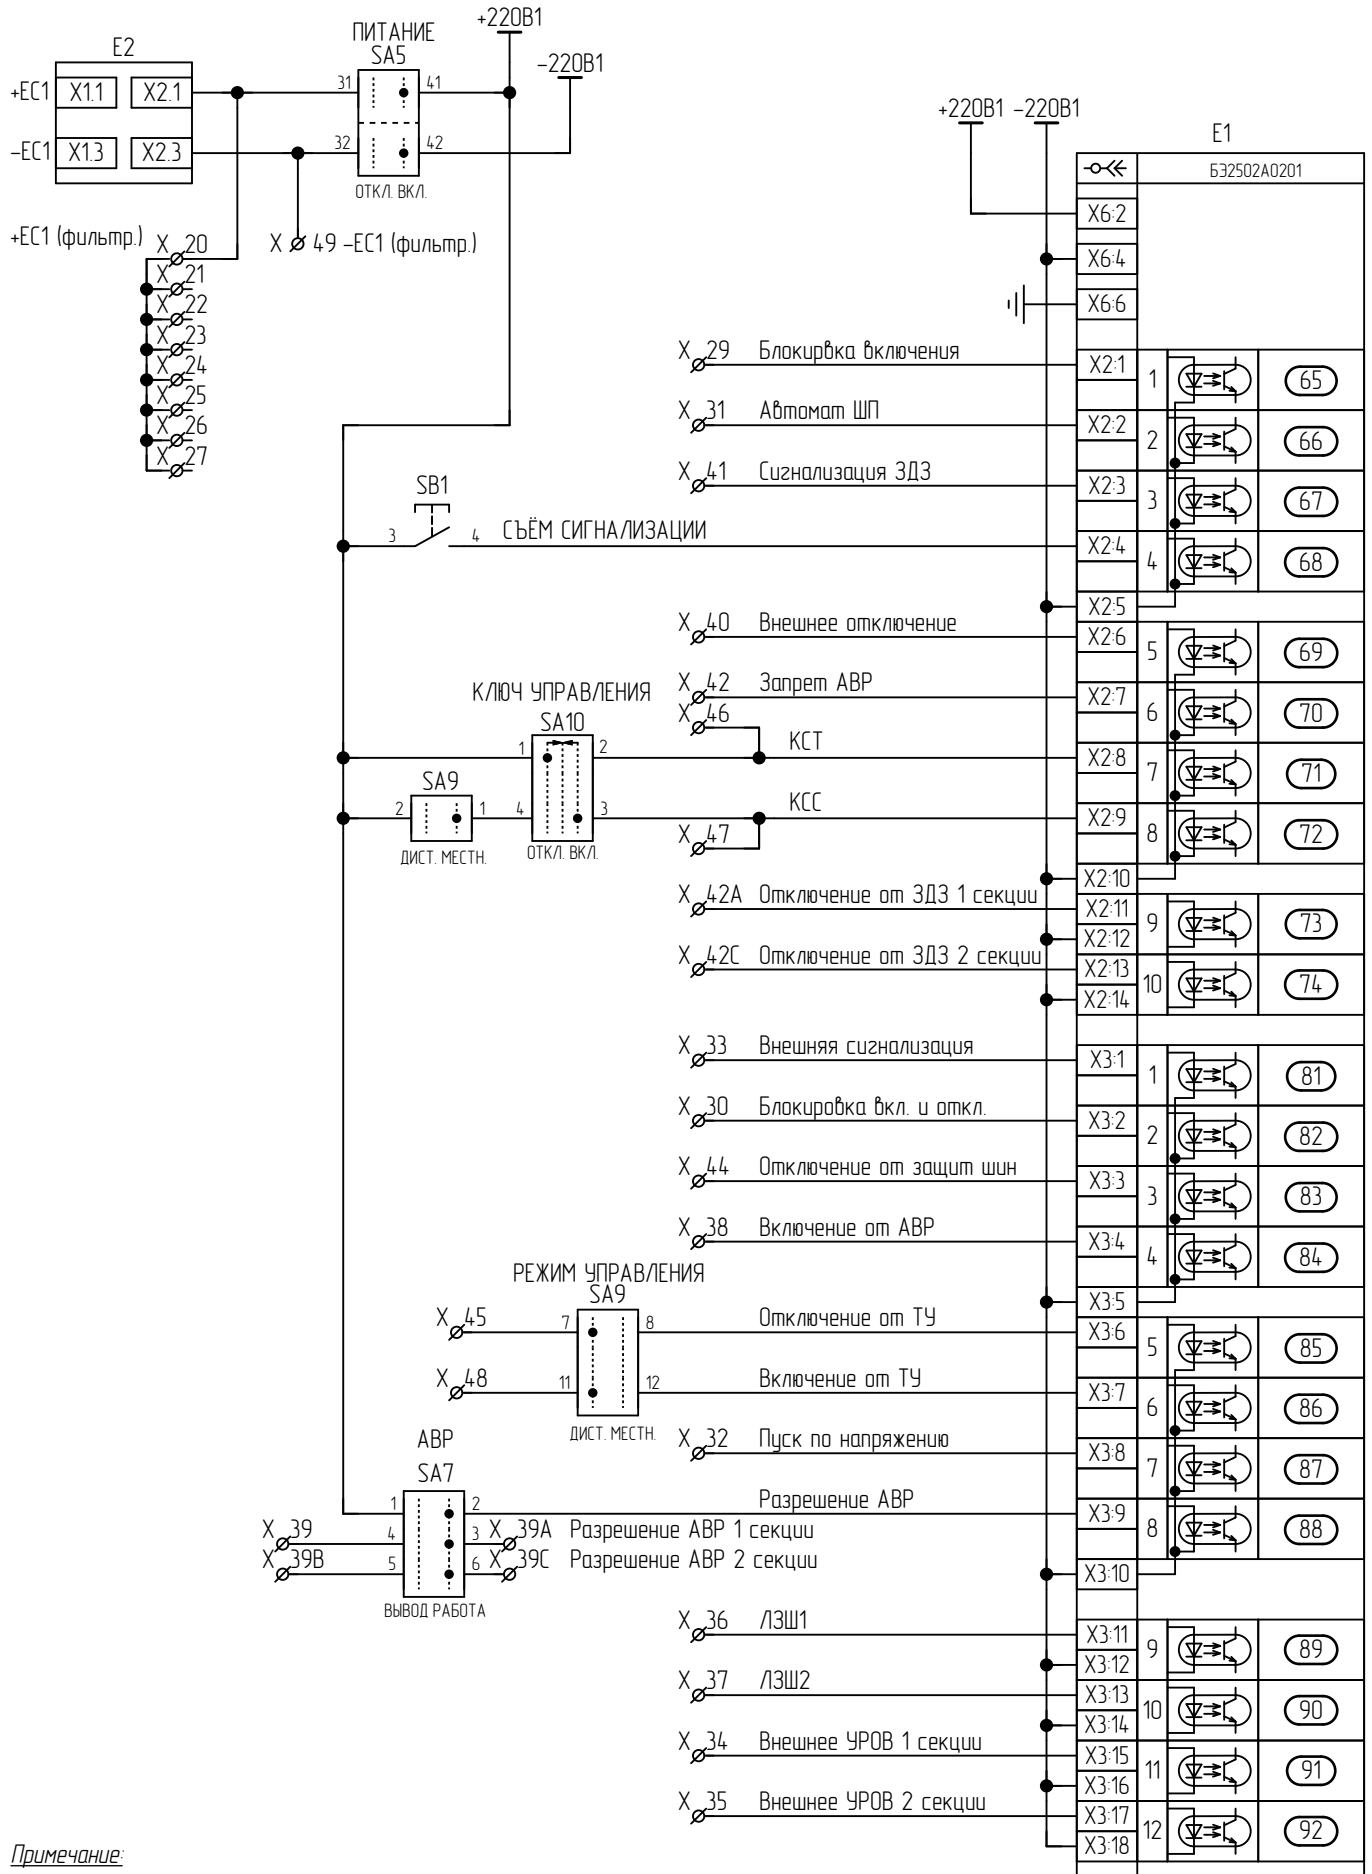 ПИТАНИЕ
SA5
+220В1
-220В1
E2
+EC1
X1.1
X2.1
31
41
-EC1
X1.3
X2.3
32
42
ОТКЛ. ВКЛ.
+EC1 (фильтр.)
X 20
X 21
X 22
X 23
X 24
X 25
X 26
X 27
X 49 -EC1 (фильтр.)
+220В1
-220В1
E1
БЭ2502А0201
X6:2
X6:4
X6:6
X 29 Блокирвка включения
X2:1
1
65
X 31 Автомат ШП
X2:2
2
66
X 41 Сигнализация ЗДЗ
X2:3
3
67
SB1
3
4
СЪЁМ СИГНАЛИЗАЦИИ
X2:4
4
68
X2:5
X 40 Внешнее отключение
X2:6
5
69
X 42 Запрет АВР
X2:7
6
70
КЛЮЧ УПРАВЛЕНИЯ
SA10
X 46
1
2
КСТ
X2:8
7
71
SA9
2
1
4
3
КСС
X2:9
8
72
X 47
ДИСТ. МЕСТН.
ОТКЛ. ВКЛ.
X2:10
X 42А Отключение от ЗДЗ 1 секции
X2:11
9
73
X2:12
X 42С Отключение от ЗДЗ 2 секции
X2:13
10
74
X2:14
X 33 Внешняя сигнализация
X3:1
1
81
X 30 Блокировка вкл. и откл.
X3:2
2
82
X 44 Отключение от защит шин
X3:3
3
83
X 38 Включение от АВР
X3:4
4
84
X3:5
РЕЖИМ УПРАВЛЕНИЯ
SA9
X 45
7
8
Отключение от ТУ
X3:6
5
85
X 48
11
12
Включение от ТУ
X3:7
6
86
ДИСТ. МЕСТН.
X 32 Пуск по напряжению
X3:8
7
87
АВР
SA7
1
2
Разрешение АВР
X3:9
8
88
X 39
4
3
X 39А Разрешение АВР 1 секции
X 39В
5
6
X 39С Разрешение АВР 2 секции
X3:10
ВЫВОД РАБОТА
X 36 ЛЗШ1
X3:11
9
89
X3:12
X 37 ЛЗШ2
X3:13
10
90
X3:14
X 34 Внешнее УРОВ 1 секции
X3:15
11
91
X3:16
X 35 Внешнее УРОВ 2 секции
X3:17
12
92
X3:18
Примечание: